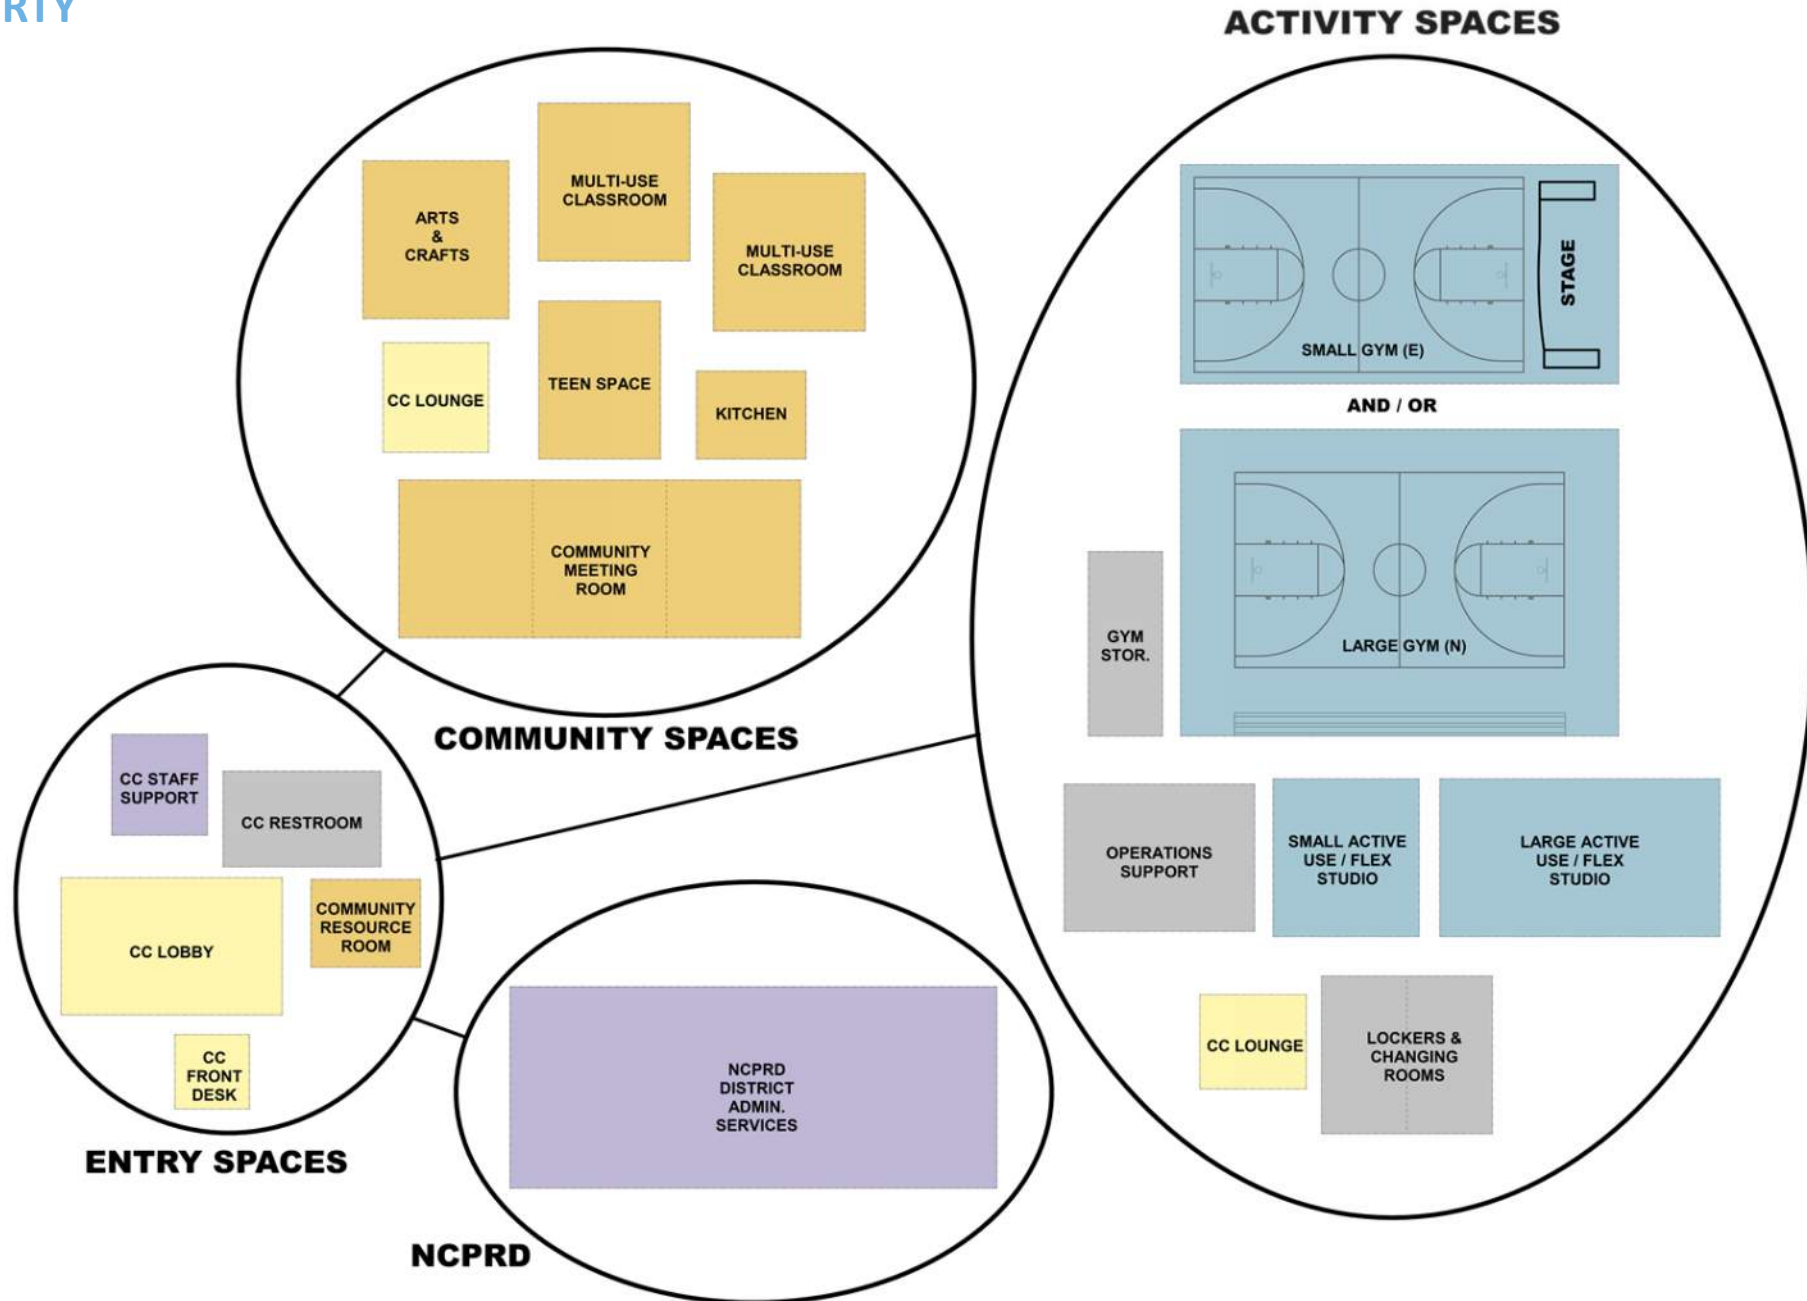 RTY
ACTIVITY SPACES
MULTI-USE
CLASSROOM
ARTS
&
CRAFTS
MULTI-USE
CLASSROOM
CC LOUNGE
TEEN SPACE
KITCHEN
COMMUNITY
MEETING
ROOM
COMMUNITY SPACES
STAGE
SMALL GYM (E)
AND / OR
LARGE GYM (N)
GYM
STOR.
OPERATIONS
SUPPORT
SMALL ACTIVE
USE / FLEX
STUDIO
LARGE ACTIVE
USE / FLEX
STUDIO
CC LOUNGE
LOCKERS &
CHANGING
ROOMS
CC STAFF
SUPPORT
CC RESTROOM
CC LOBBY
COMMUNITY
RESOURCE
ROOM
CC
FRONT
DESK
ENTRY SPACES
NCPRD
DISTRICT
ADMIN.
SERVICES
NCPRD